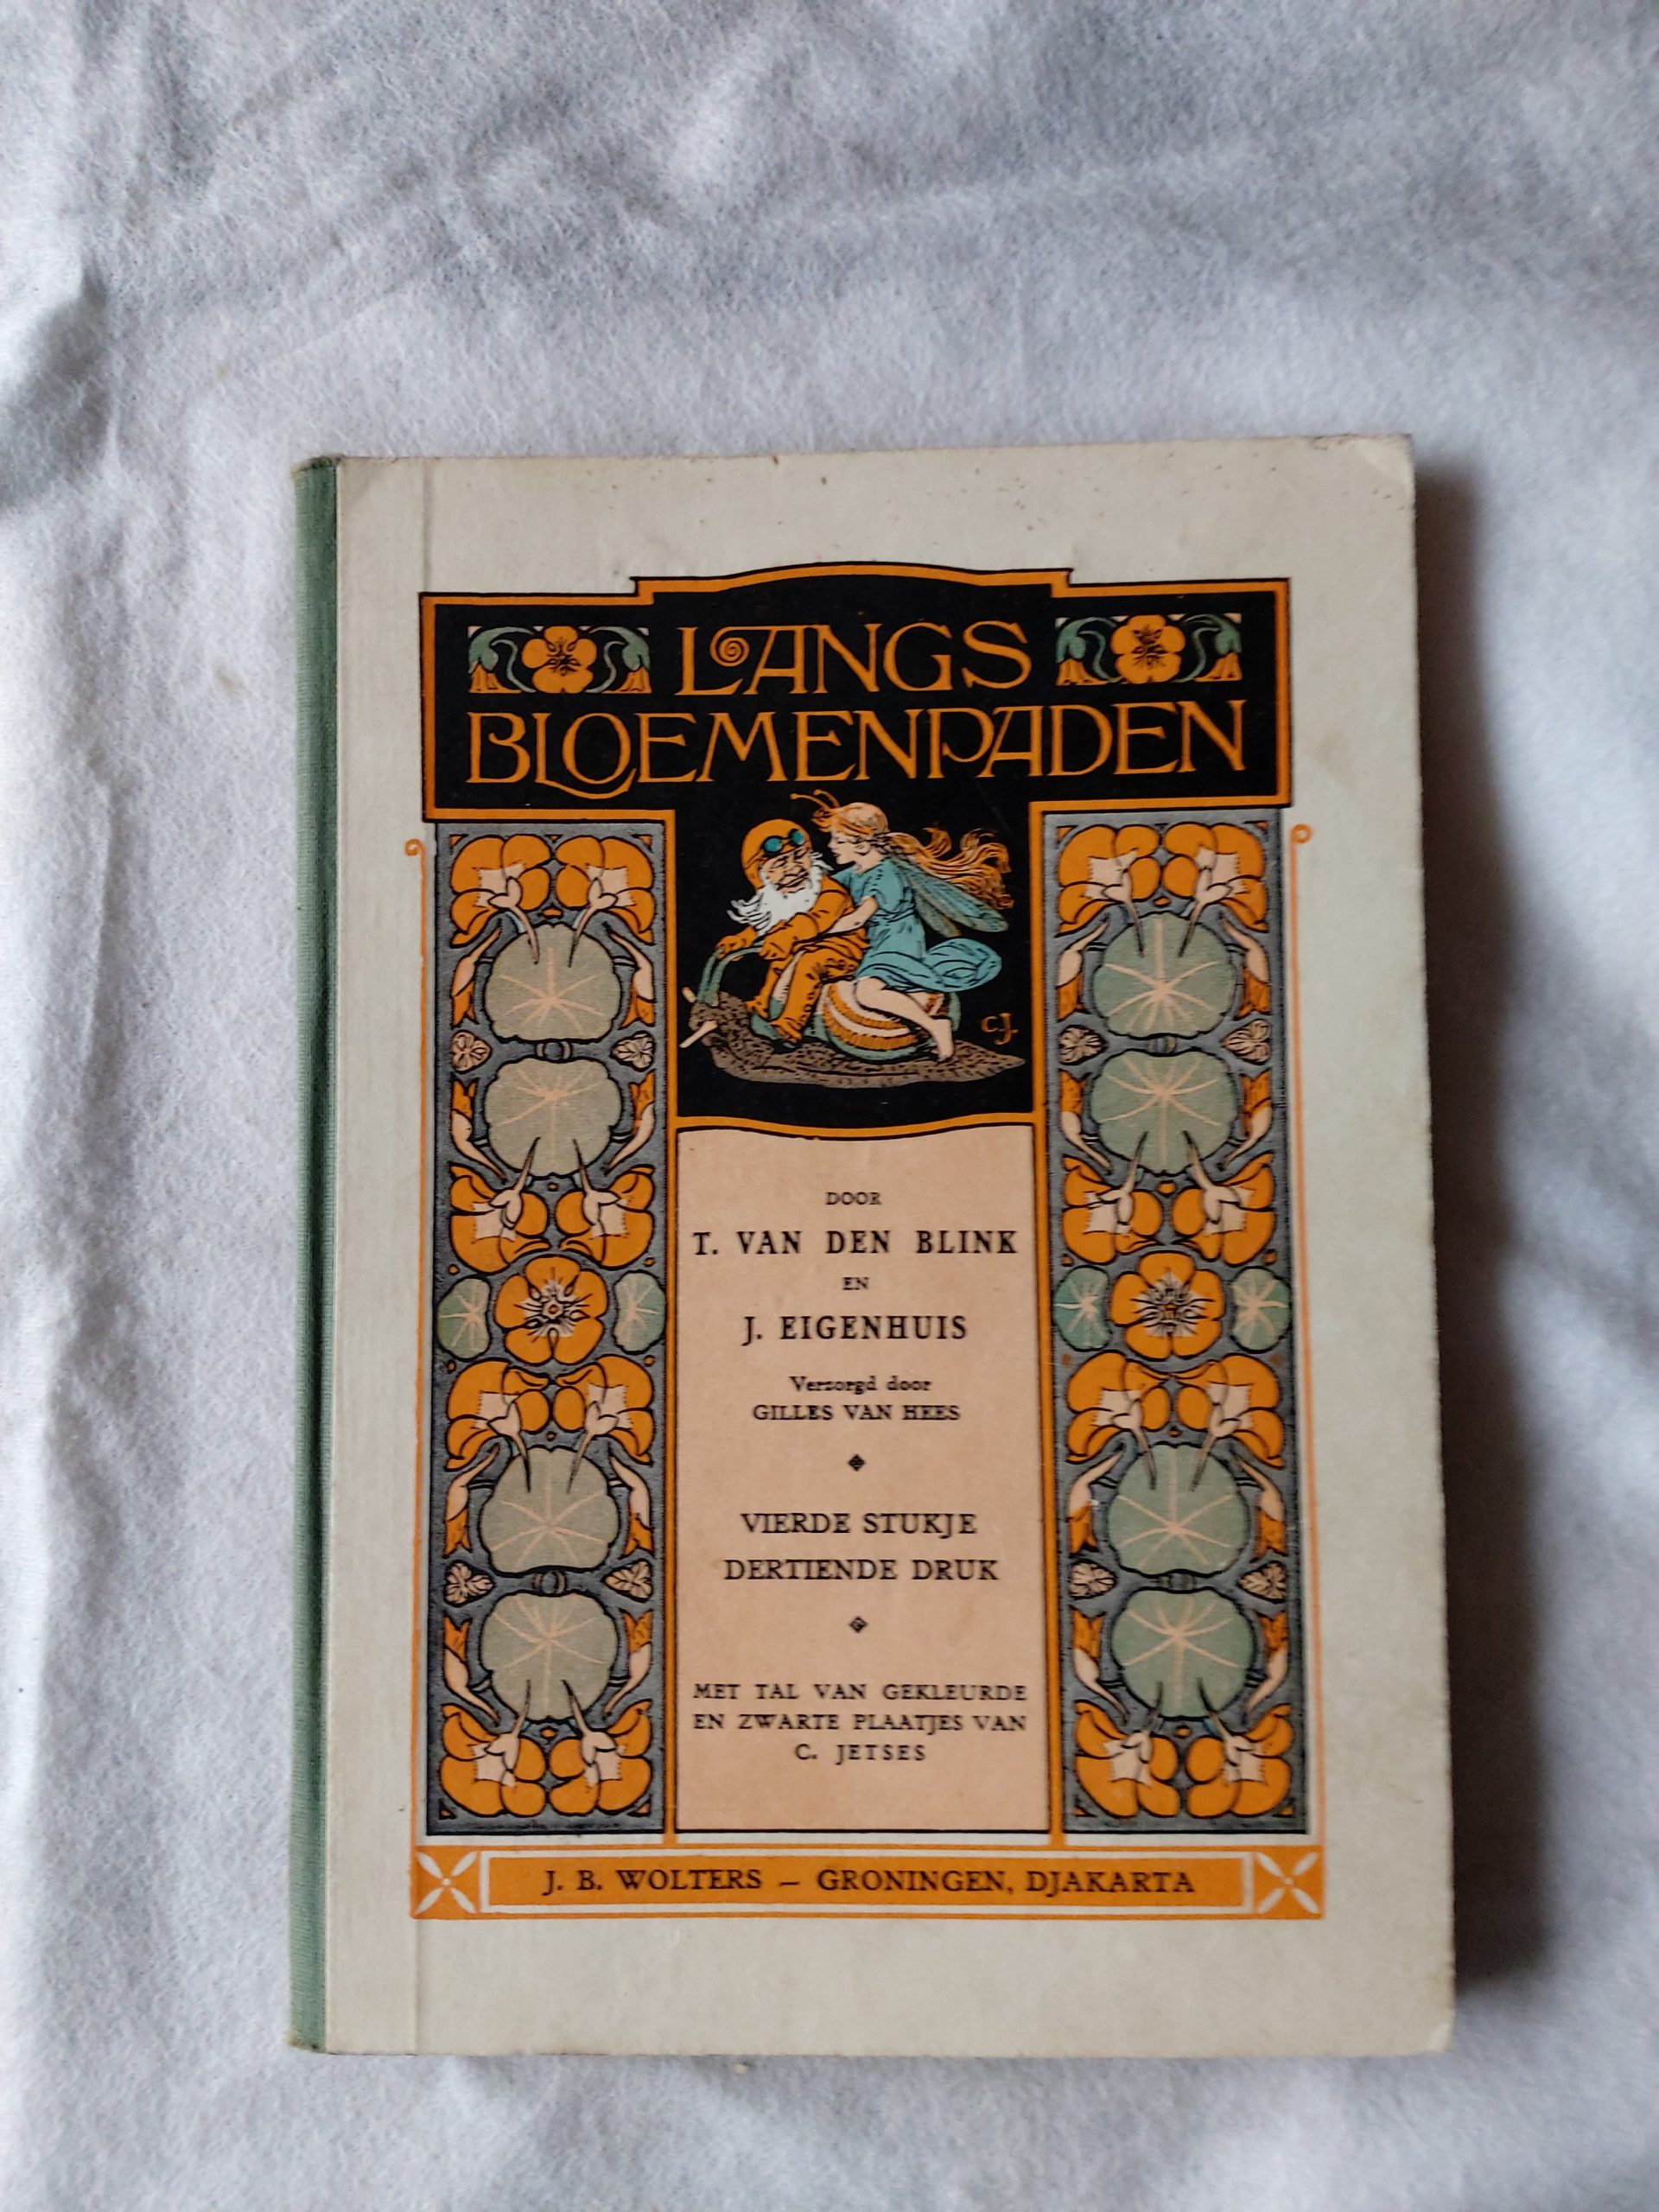 LANGS
BLOEMENPADEN
C.J.
DOOR
T. VAN DEN BLINK
EN
J. EIGENHUIS
Verzorgd door
GILLES VAN HEES
VIERDE STUKJE
DERTIENDE DRUK
MET TAL VAN GEKLEURDE
EN ZWARTE PLAATJES VAN
C. JETSES
J. B. WOLTERS – GRONINGEN, DJAKARTA